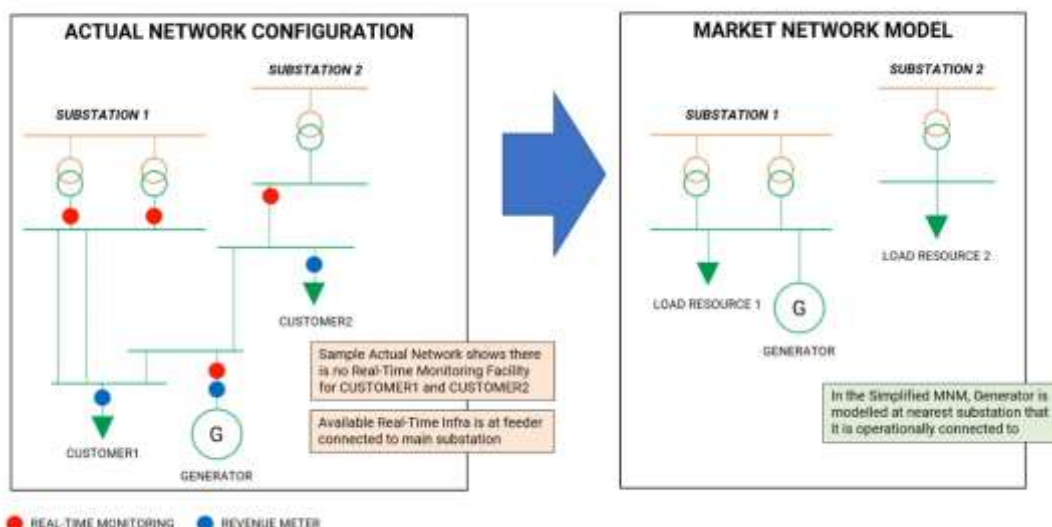 ACTUAL NETWORK CONFIGURATION
SUBSTATION 2
SUBSTATION 1
CUSTOMER2
Sample Actual Network shows there
is no Real-Time Monitoring Facility
for CUSTOMER1 and CUSTOMER2
Available Real-Time Infra is at feeder
connected to main substation
G
CUSTOMER1
GENERATOR
REAL-TIME MONITORING
REVENUE METER
MARKET NETWORK MODEL
SUBSTATION 2
SUBSTATION 1
LOAD RESOURCE 2
LOAD RESOURCE 1
G
GENERATOR
In the Simplified MNM, Generator is
modelled at nearest substation that
it is operationally connected to